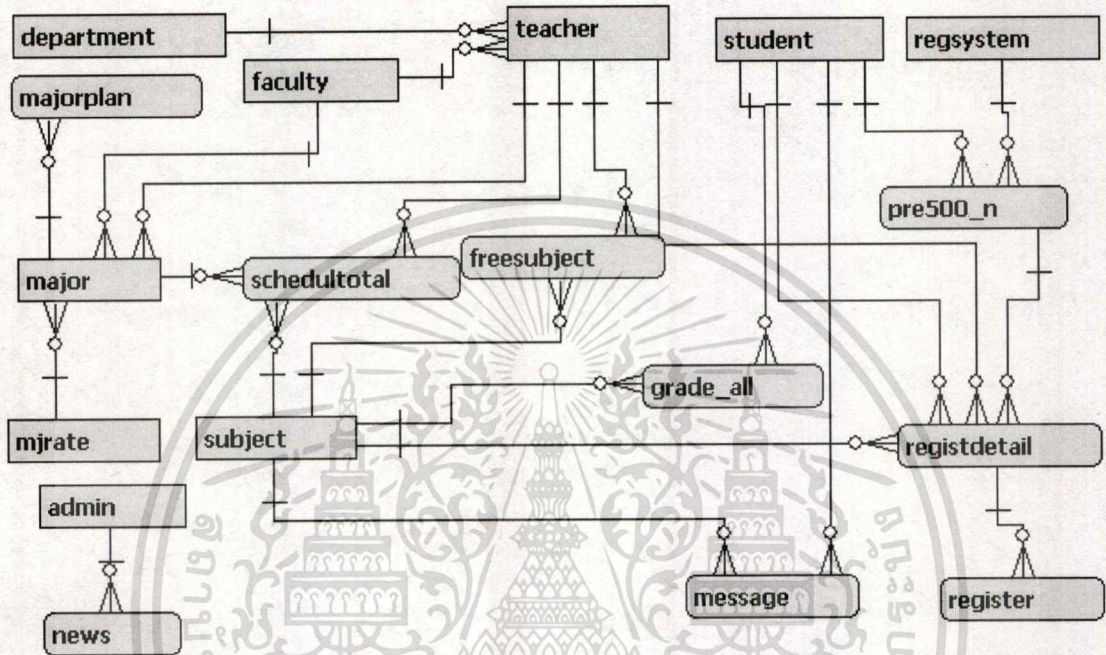 department
teacher
student
regsystem
faculty
majorplan
pre500_n
major
schedultotal
freesubject
grade_all
mjrate
subject
registdetail
admin
message
register
news